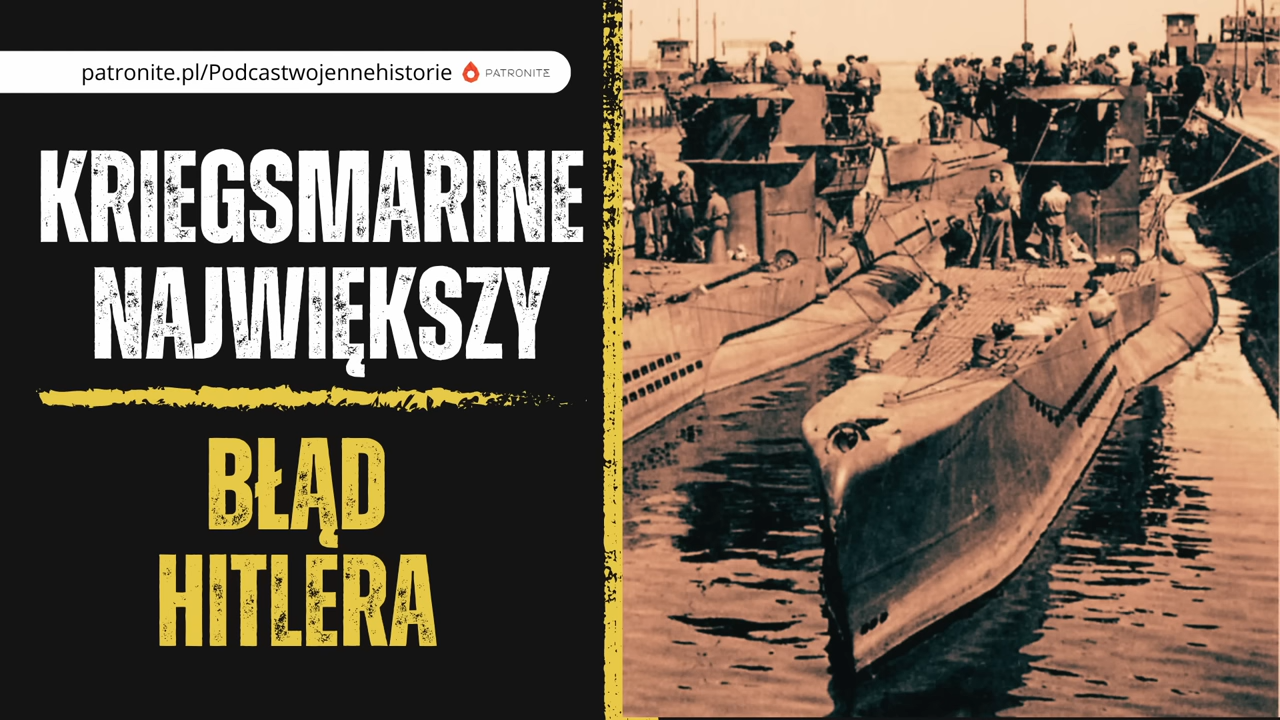 patronite.pl/Podcastwojennehistorie PATRONITE
KRIEGSMARINE
NAJWIĘKSZY
BŁĄD
HITLERA